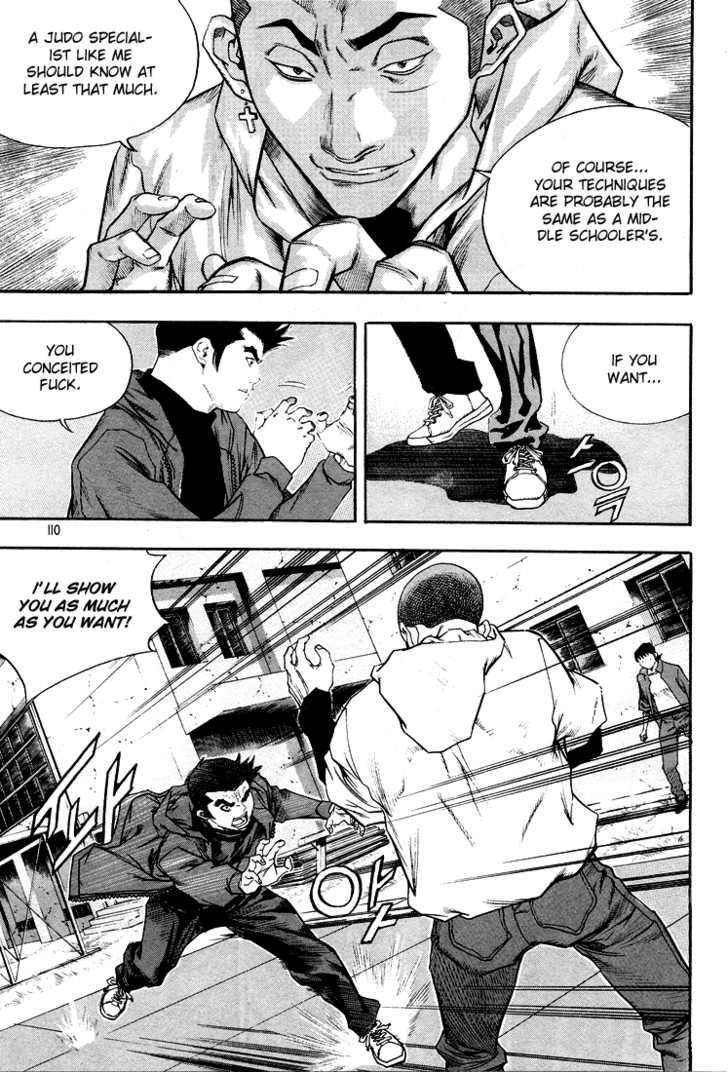 A JUDO SPECIAL-
IST LIKE ME
SHOULD KNOW AT
LEAST THAT MUCH.
OF COURSE...
YOUR TECHNIQUES
ARE PROBABLY THE
SAME AS A MID-
DLE SCHOOLER'S.
YOU
CONCEITED
FUCK.
IF YOU
WANT...
110
I'LL SHOW
YOU AS MUCH
AS YOU WANT!